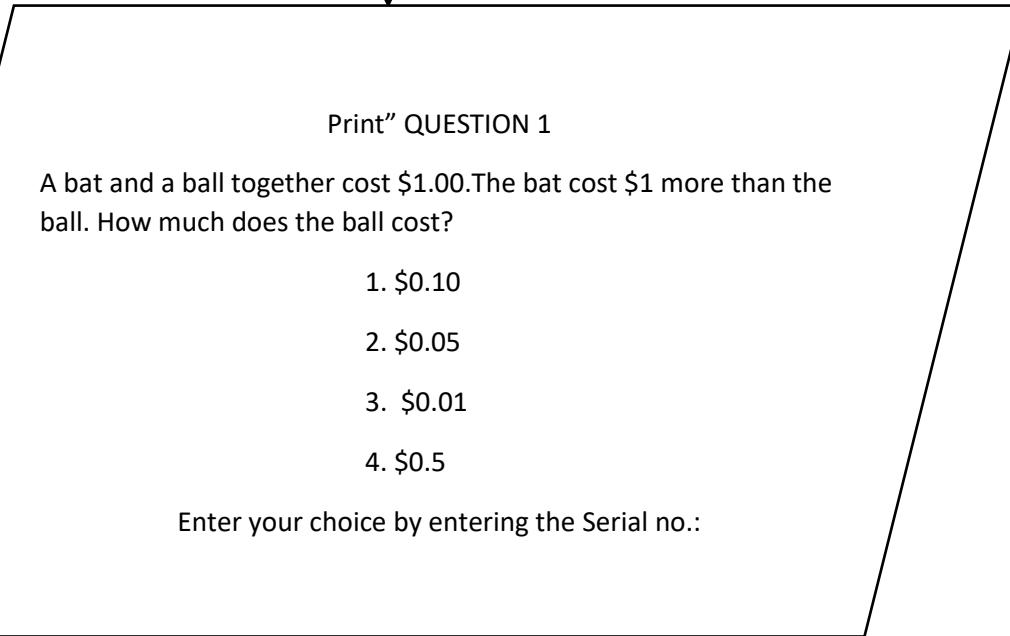 Print” QUESTION 1
A bat and a ball together cost $1.00.The bat cost $1 more than the
ball. How much does the ball cost?
1. $0.10
2. $0.05
3.  $0.01
4. $0.5
Enter your choice by entering the Serial no.: